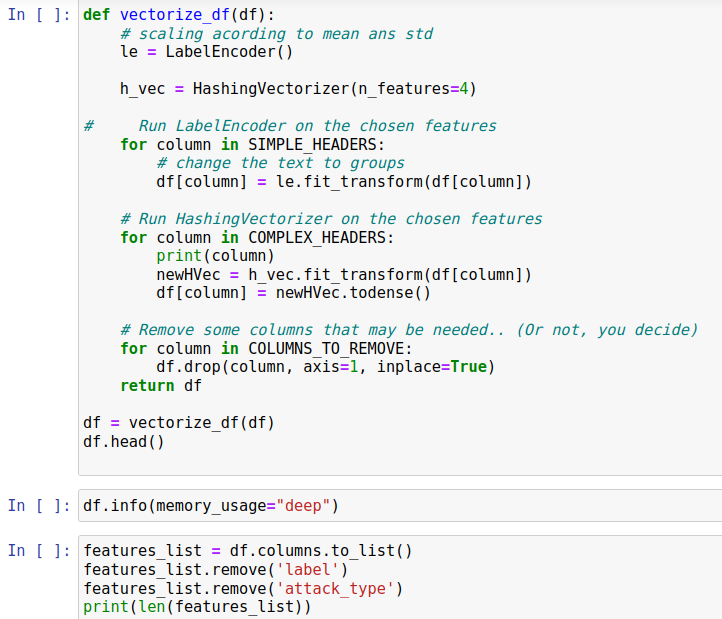 In [ ]: def vectorize_df(df):
    # scaling acording to mean ans std
    le = LabelEncoder()
    h_vec = HashingVectorizer(n_features=4)
#     Run LabelEncoder on the chosen features
    for column in SIMPLE_HEADERS:
        # change the text to groups
        df[column] = le.fit_transform(df[column])
    # Run HashingVectorizer on the chosen features
    for column in COMPLEX_HEADERS:
        print(column)
        newHVec = h_vec.fit_transform(df[column])
        df[column] = newHVec.todense()
    # Remove some columns that may be needed.. (Or not, you decide)
    for column in COLUMNS_TO_REMOVE:
        df.drop(column, axis=1, inplace=True)
    return df
df = vectorize_df(df)
df.head()
In [ ]: df.info(memory_usage="deep")
In [ ]: features_list = df.columns.to_list()
features_list.remove('label')
features_list.remove('attack_type')
print(len(features_list))